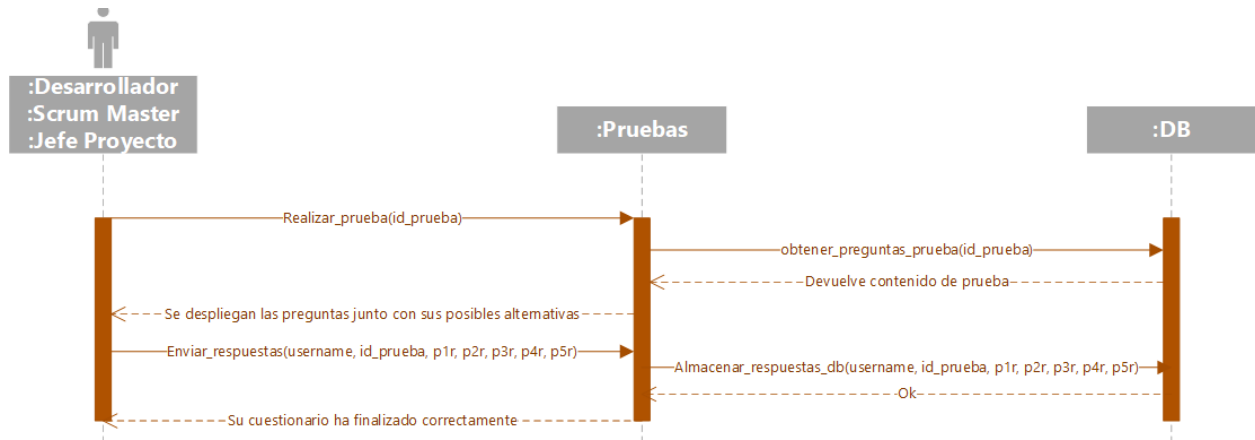 :Desarrollador
:Scrum Master
:Jefe Proyecto
:Pruebas
:DB
Realizar_prueba(id_prueba)
obtener_preguntas_prueba(id_prueba)
Devuelve contenido de prueba
Se despliegan las preguntas junto con sus posibles alternativas
Enviar_respuestas(username, id_prueba, p1r, p2r, p3r, p4r, p5r)
Almacenar_respuestas_db(username, id_prueba, p1r, p2r, p3r, p4r, p5r)
Ok
Su cuestionario ha finalizado correctamente